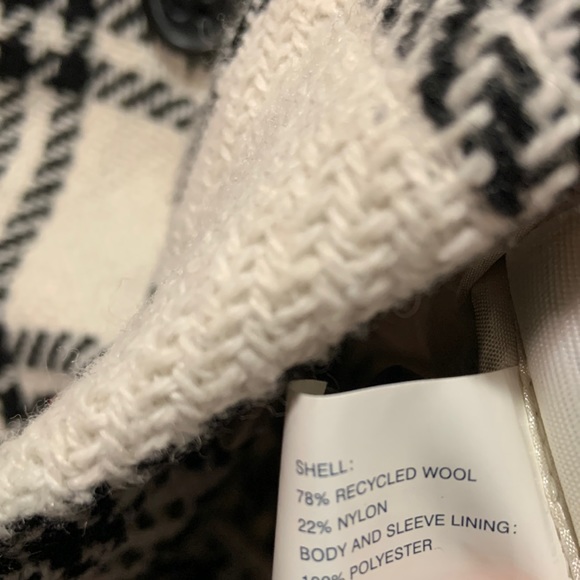 SHELL:
78% RECYCLED WOOL
22% NYLON
BODY AND SLEEVE LINING:
100% POLYESTER